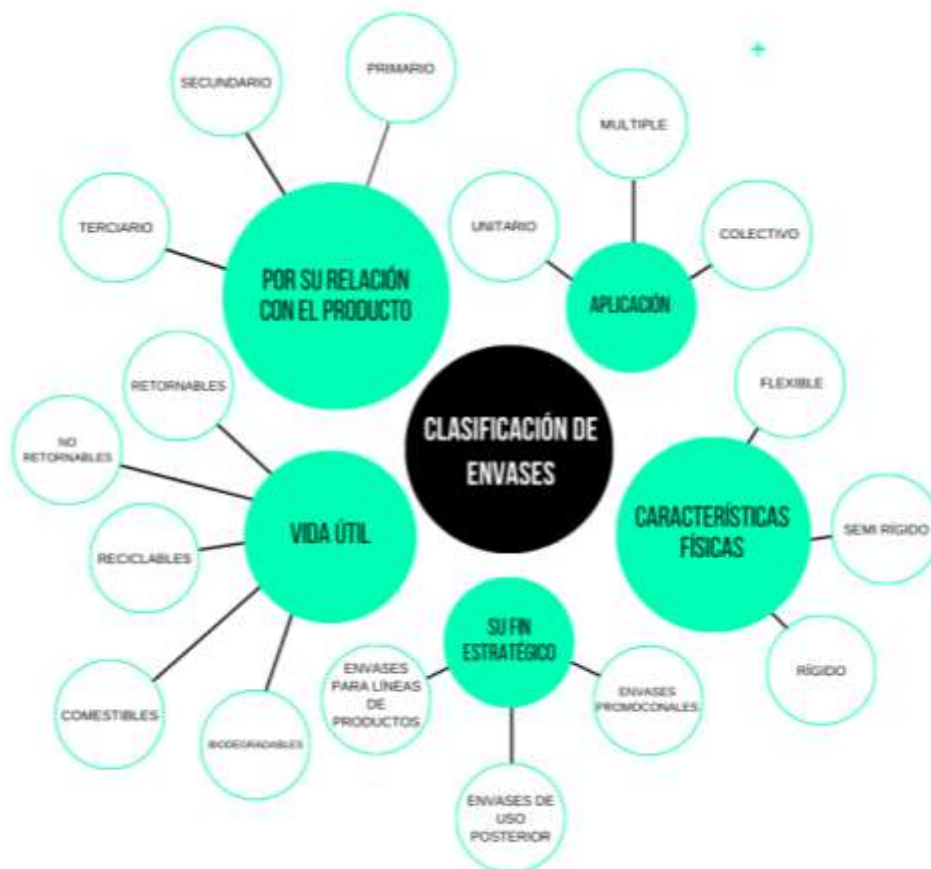 PRIMARIO
SECUNDARIO
TERCIARIO
POR SU RELACIÓN
CON EL PRODUCTO
MULTIPLE
UNITARIO
COLECTIVO
APLICACIÓN
CLASIFICACIÓN DE
ENVASES
FLEXIBLE
SEMI RÍGIDO
RÍGIDO
CARACTERÍSTICAS
FÍSICAS
RETORNABLES
NO
RETORNABLES
RECICLABLES
COMESTIBLES
BIODEGRADABLES
VIDA ÚTIL
SU FIN
ESTRATÉGICO
ENVASES
PARA LÍNEAS
DE
PRODUCTOS
ENVASES DE
USO
POSTERIOR
ENVASES
PROMOCONALES